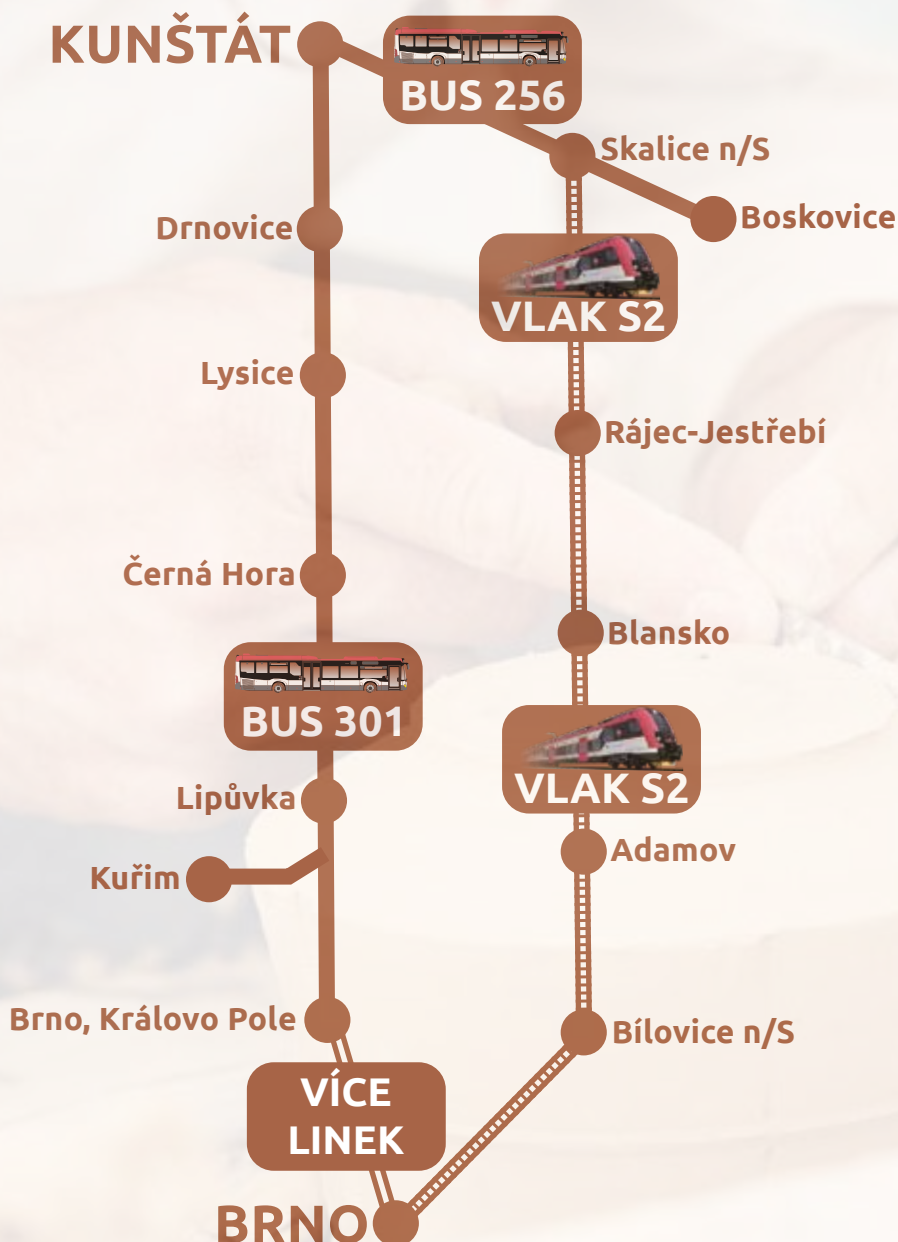 KUNŠTÁT
BUS 256
Skalice n/S
Boskovice
Drnovice
VLAK S2
Lysice
Rájec-Jestřebí
Černá Hora
Blansko
BUS 301
VLAK S2
Lipůvka
Adamov
Kuřim
Brno, Královo Pole
Bílovice n/S
VÍCE
LINEK
BRNO